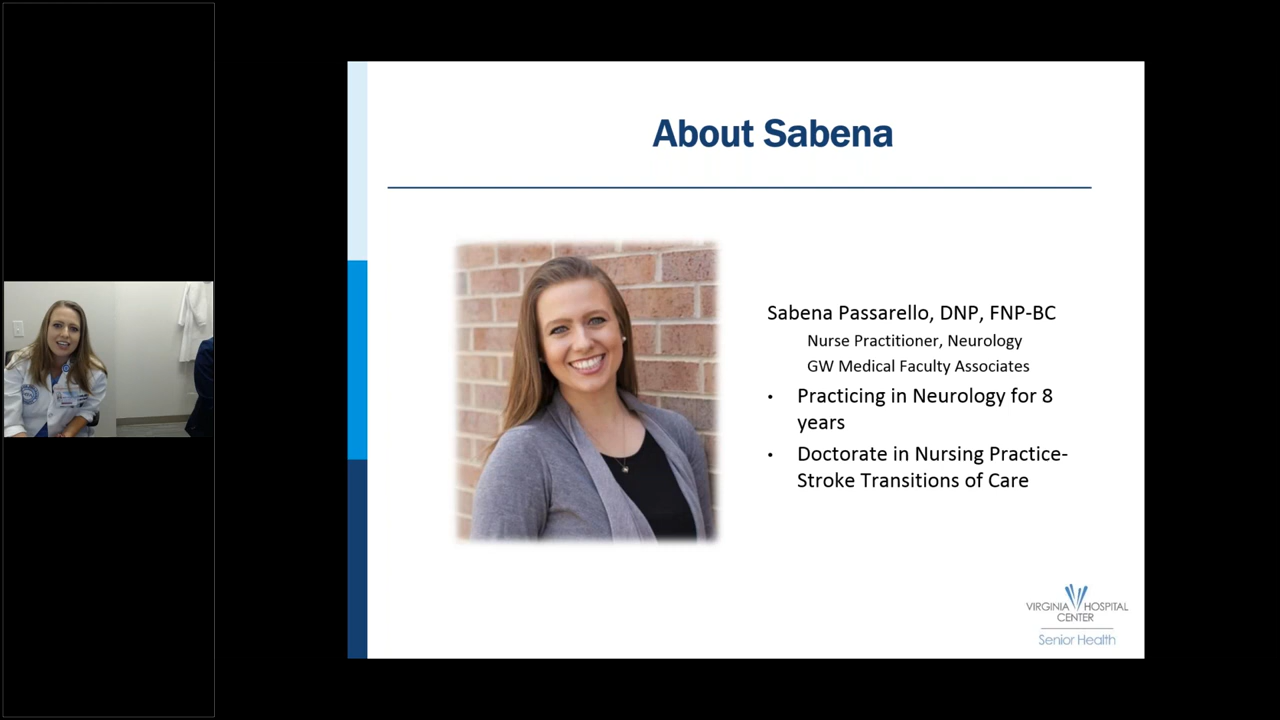 About Sabena
Sabena Passarello, DNP, FNP-BC
Nurse Practitioner, Neurology
GW Medical Faculty Associates
• Practicing in Neurology for 8
years
• Doctorate in Nursing Practice-
Stroke Transitions of Care
VIRGINIA HOSPITAL
CENTER
Senior Health